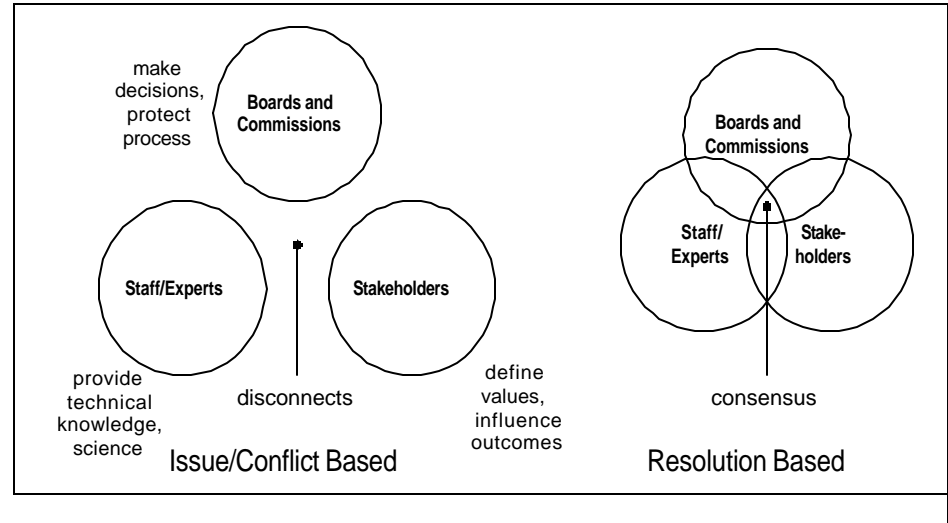 make
decisions,
protect
process
Boards and
Commissions
Staff/Experts
Stakeholders
provide
technical
knowledge,
science
disconnects
define
values,
influence
outcomes
Issue/Conflict Based
Boards and
Commissions
Staff/
Experts
Stake-
holders
consensus
Resolution Based